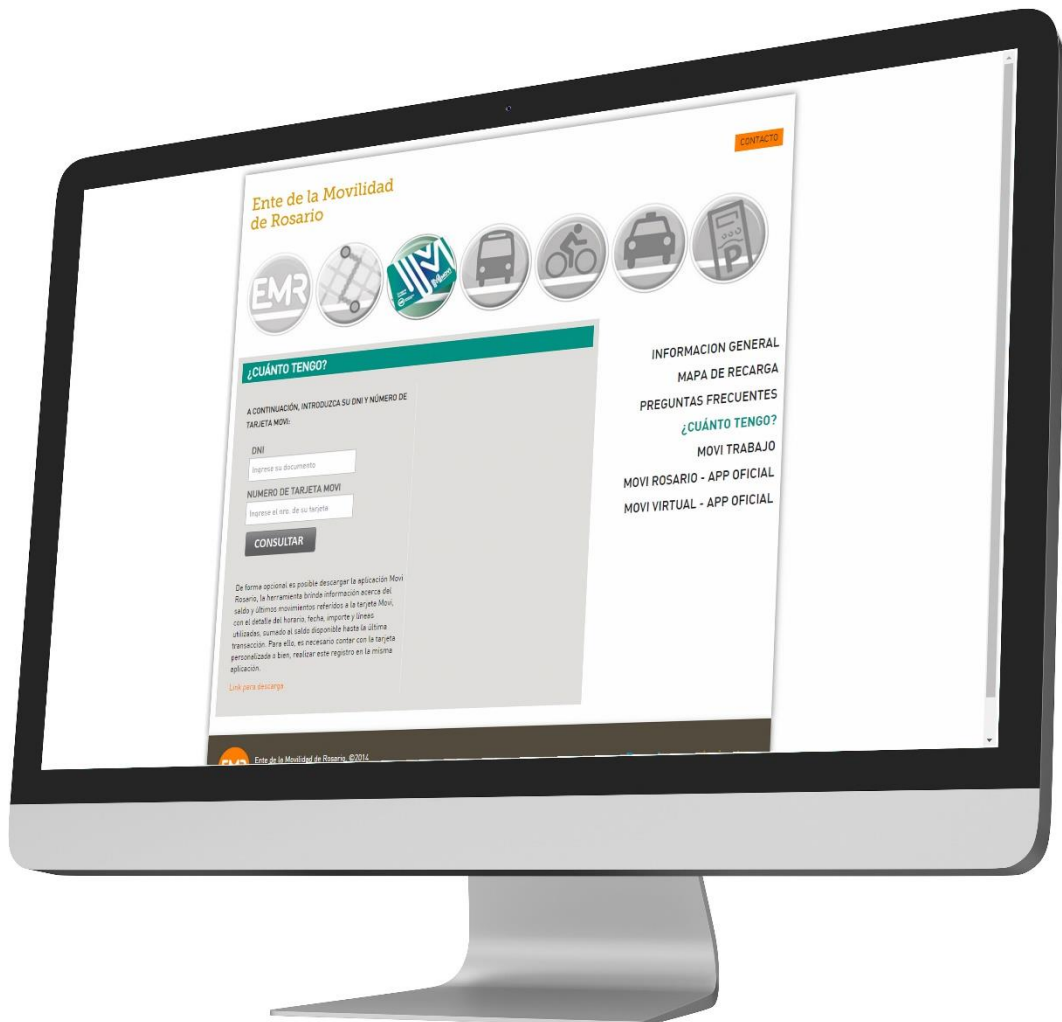 CONTACTO
Ente de la Movilidad
de Rosario
EMR
P
¿CUÁNTO TENGO?
A CONTINUACIÓN, INTRODUZCA SU DNI Y NÚMERO DE
TARJETA MOVI:
DNI
Ingrese su documento
NUMERO DE TARJETA MOVI
Ingrese el nro. de su tarjeta
CONSULTAR
De forma opcional es posible descargar la aplicación Movi
Rosario, la herramienta brinda información acerca del
saldo y últimos movimientos referidos a la tarjeta Movi,
con el detalle del horario, fecha, importe y líneas
utilizadas, sumado al saldo disponible hasta la última
transacción. Para ello, es necesario contar con la tarjeta
personalizada o bien, realizar este registro en la misma
aplicación.
Link para descarga
INFORMACION GENERAL
MAPA DE RECARGA
PREGUNTAS FRECUENTES
¿CUÁNTO TENGO?
MOVI TRABAJO
MOVI ROSARIO - APP OFICIAL
MOVI VIRTUAL - APP OFICIAL
EMR
Ente de la Movilidad de Rosario, ©2014